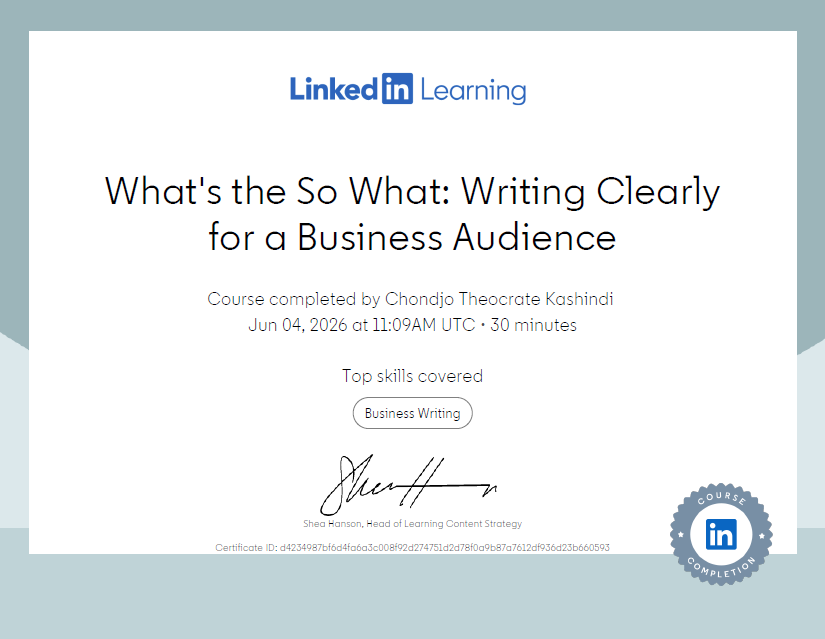 Linked in Learning
What's the So What: Writing Clearly
for a Business Audience
Course completed by Chondjo Theocrate Kashindi
Jun 04, 2026 at 11:09AM UTC • 30 minutes
Top skills covered
Business Writing
Shea Hanson, Head of Learning Content Strategy
Certificate ID: d4234987bf6d4fa6a3c008f92d274751d2d78f0a9b87a7612df936d23b660593
COURSE
in
COMPLETION